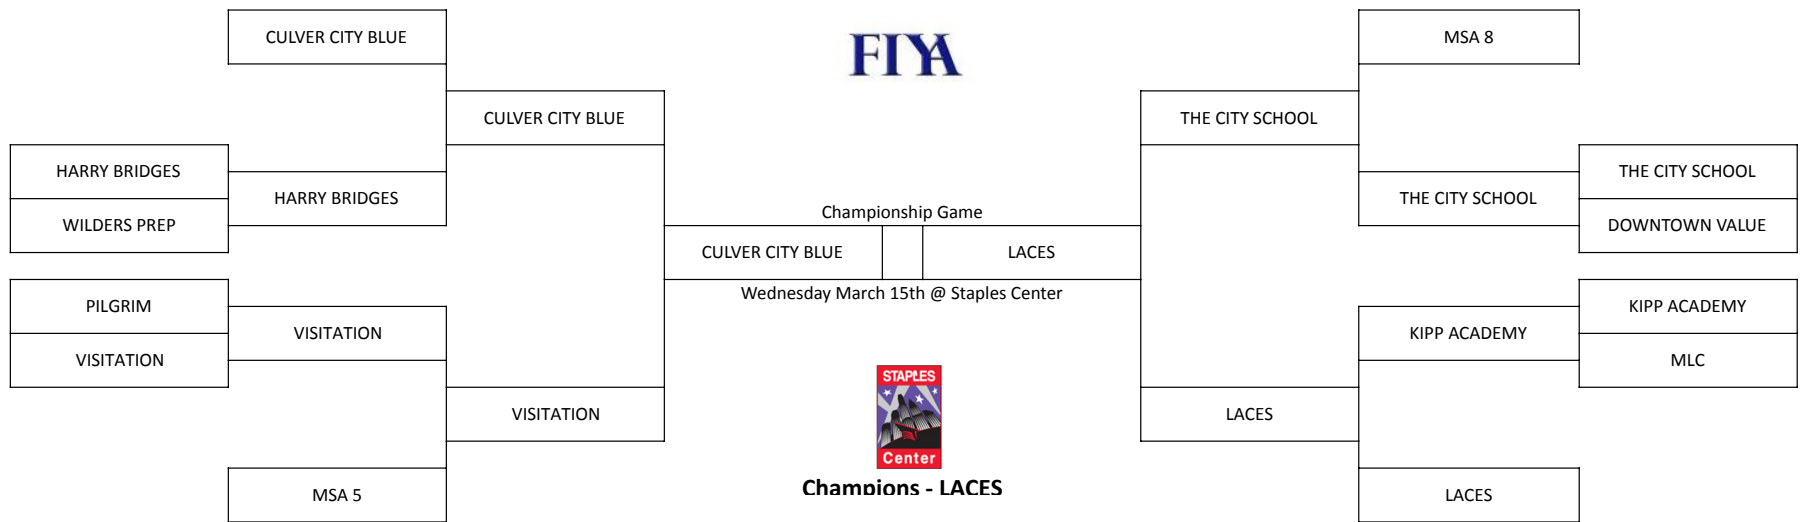 CULVER CITY BLUE
FIYA
MSA 8
CULVER CITY BLUE
THE CITY SCHOOL
HARRY BRIDGES
THE CITY SCHOOL
HARRY BRIDGES
THE CITY SCHOOL
WILDERS PREP
Championship Game
DOWNTOWN VALUE
CULVER CITY BLUE
LACES
Wednesday March 15th @ Staples Center
PILGRIM
KIPP ACADEMY
VISITATION
KIPP ACADEMY
VISITATION
MLC
STAPLES
Center
VISITATION
LACES
MSA 5
Champions - LACES
LACES